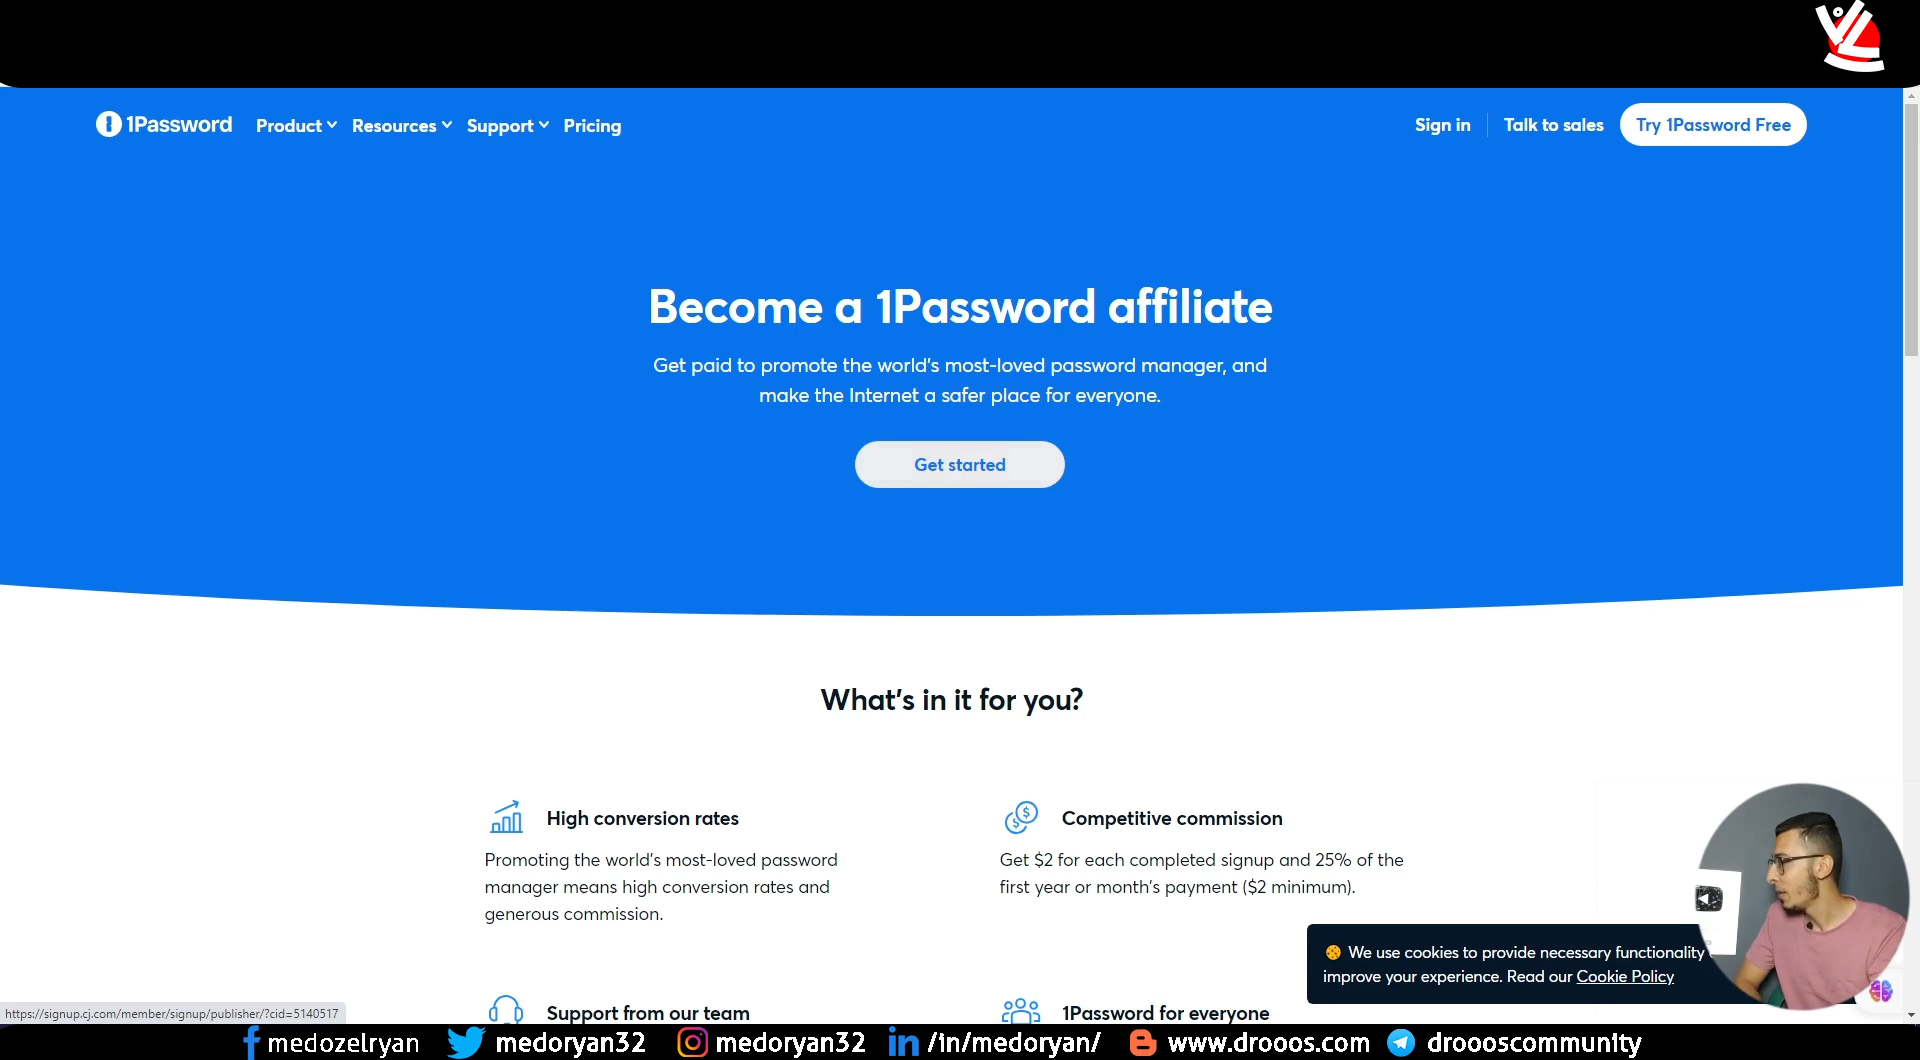 1Password Product Resources Support Pricing Sign in Talk to sales Try 1Password Free
Become a 1Password affiliate
Get paid to promote the world's most-loved password manager, and
make the Internet a safer place for everyone.
Get started
What's in it for you?
High conversion rates
Promoting the world's most-loved password
manager means high conversion rates and
generous commission.
Competitive commission
Get $2 for each completed signup and 25% of the
first year or month's payment ($2 minimum).
Support from our team
1Password for everyone
We use cookies to provide necessary functionality
improve your experience. Read our Cookie Policy
https://signup.cj.com/member/signup/publisher/?cid=5140517
medozelryan medoryan32 medoryan32 /in/medoryan/ www.drooos.com droooscommunity